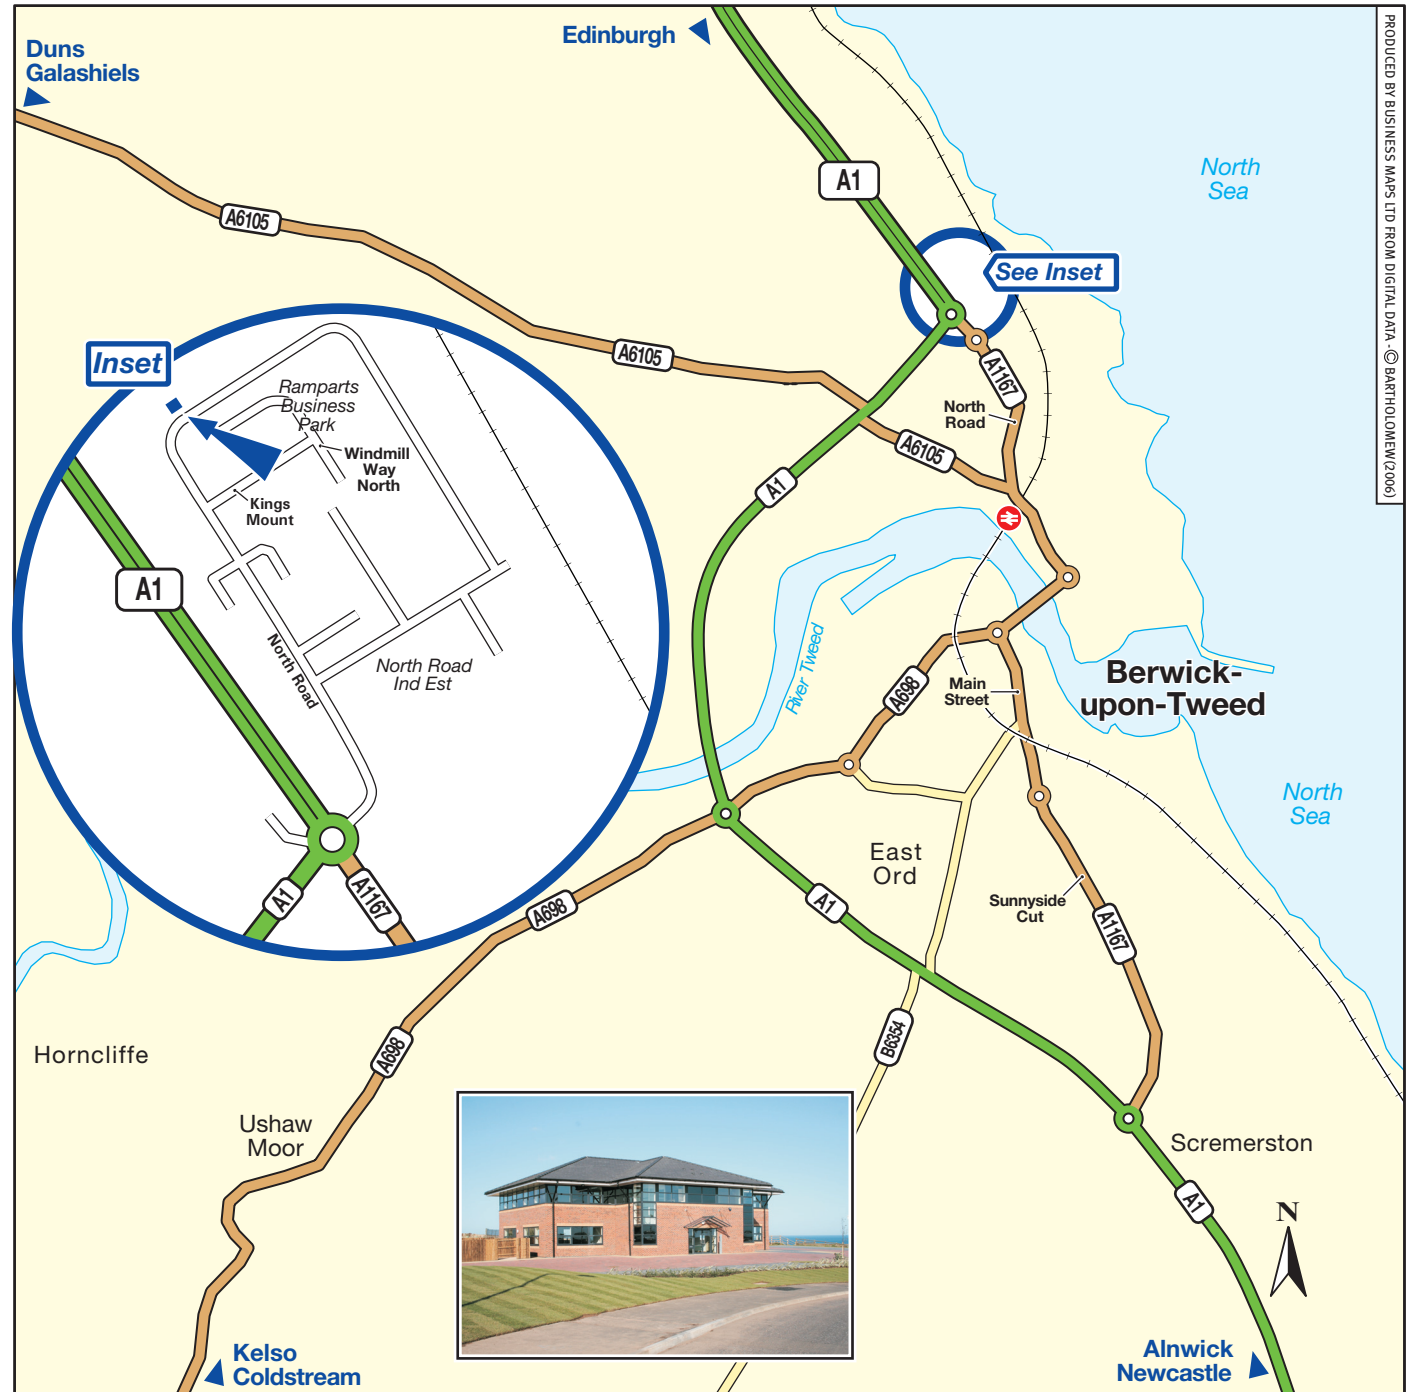 Duns
Galashiels
Edinburgh
PRODUCED BY BUSINESS MAPS LTD FROM DIGITAL DATA - © BARTHOLOMEW (2006)
North
Sea
A1
A6105
See Inset
A6105
A1167
North
Road
A6105
A1
Inset
Ramparts
Business
Park
Windmill
Way
North
Kings
Mount
A1
North Road
North Road
Ind Est
A1
A1167
River Tweed
A698
Main
Street
Berwick-
upon-Tweed
North
Sea
East
Ord
Sunnyside
Cut
A1
A698
A1167
B6354
A698
Horncliffe
Ushaw
Moor
Scremerston
A1
N
Kelso
Coldstream
Alnwick
Newcastle